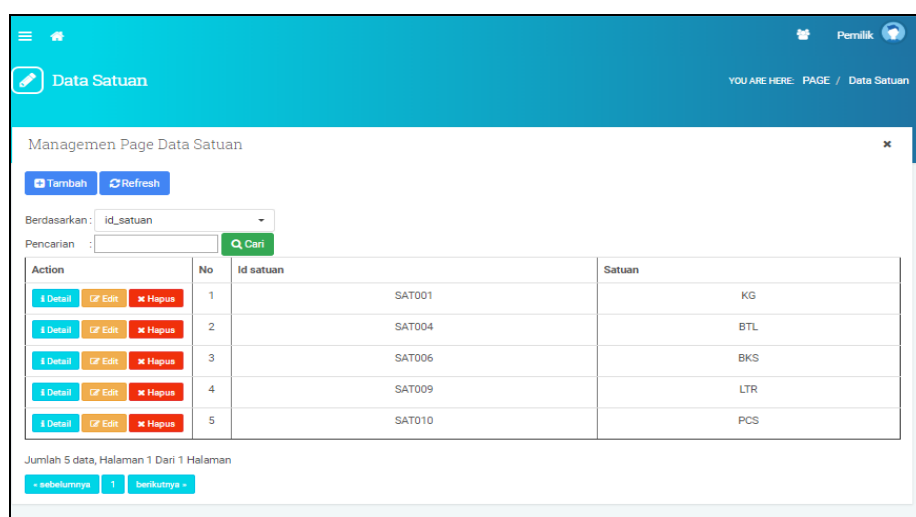 Pemilik
Data Satuan
YOU ARE HERE: PAGE / Data Satuan
Managemen Page Data Satuan
Tambah Refresh
Berdasarkan : id_satuan
Pencarian : Cari
Action No Id satuan Satuan
Detail Edit Hapus 1 SAT001 KG
Detail Edit Hapus 2 SAT004 BTL
Detail Edit Hapus 3 SAT006 BKS
Detail Edit Hapus 4 SAT009 LTR
Detail Edit Hapus 5 SAT010 PCS
Jumlah 5 data, Halaman 1 Dari 1 Halaman
« sebelumnya 1 berikutnya »